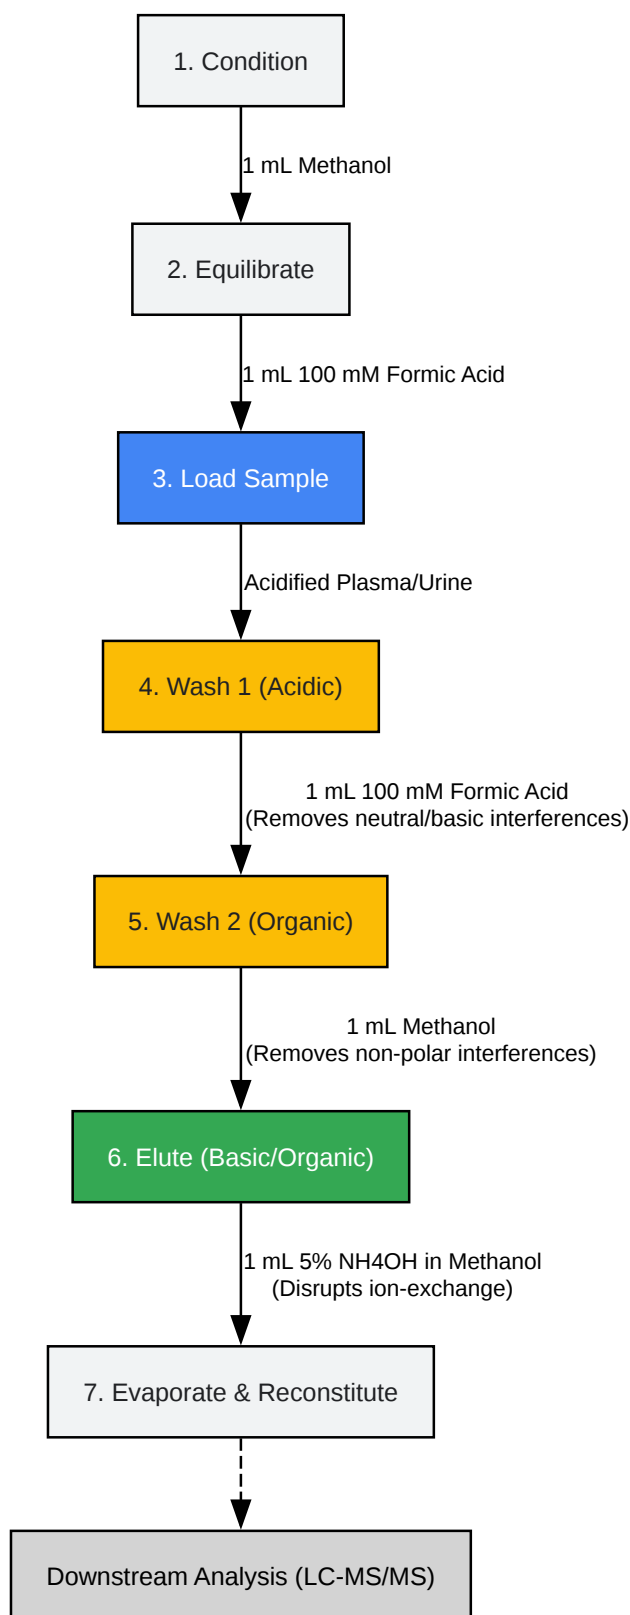 1. Condition
1 mL Methanol
2. Equilibrate
1 mL 100 mM Formic Acid
3. Load Sample
Acidified Plasma/Urine
4. Wash 1 (Acidic)
1 mL 100 mM Formic Acid
(Removes neutral/basic interferences)
5. Wash 2 (Organic)
1 mL Methanol
(Removes non-polar interferences)
6. Elute (Basic/Organic)
1 mL 5% NH4OH in Methanol
(Disrupts ion-exchange)
7. Evaporate & Reconstitute
Downstream Analysis (LC-MS/MS)